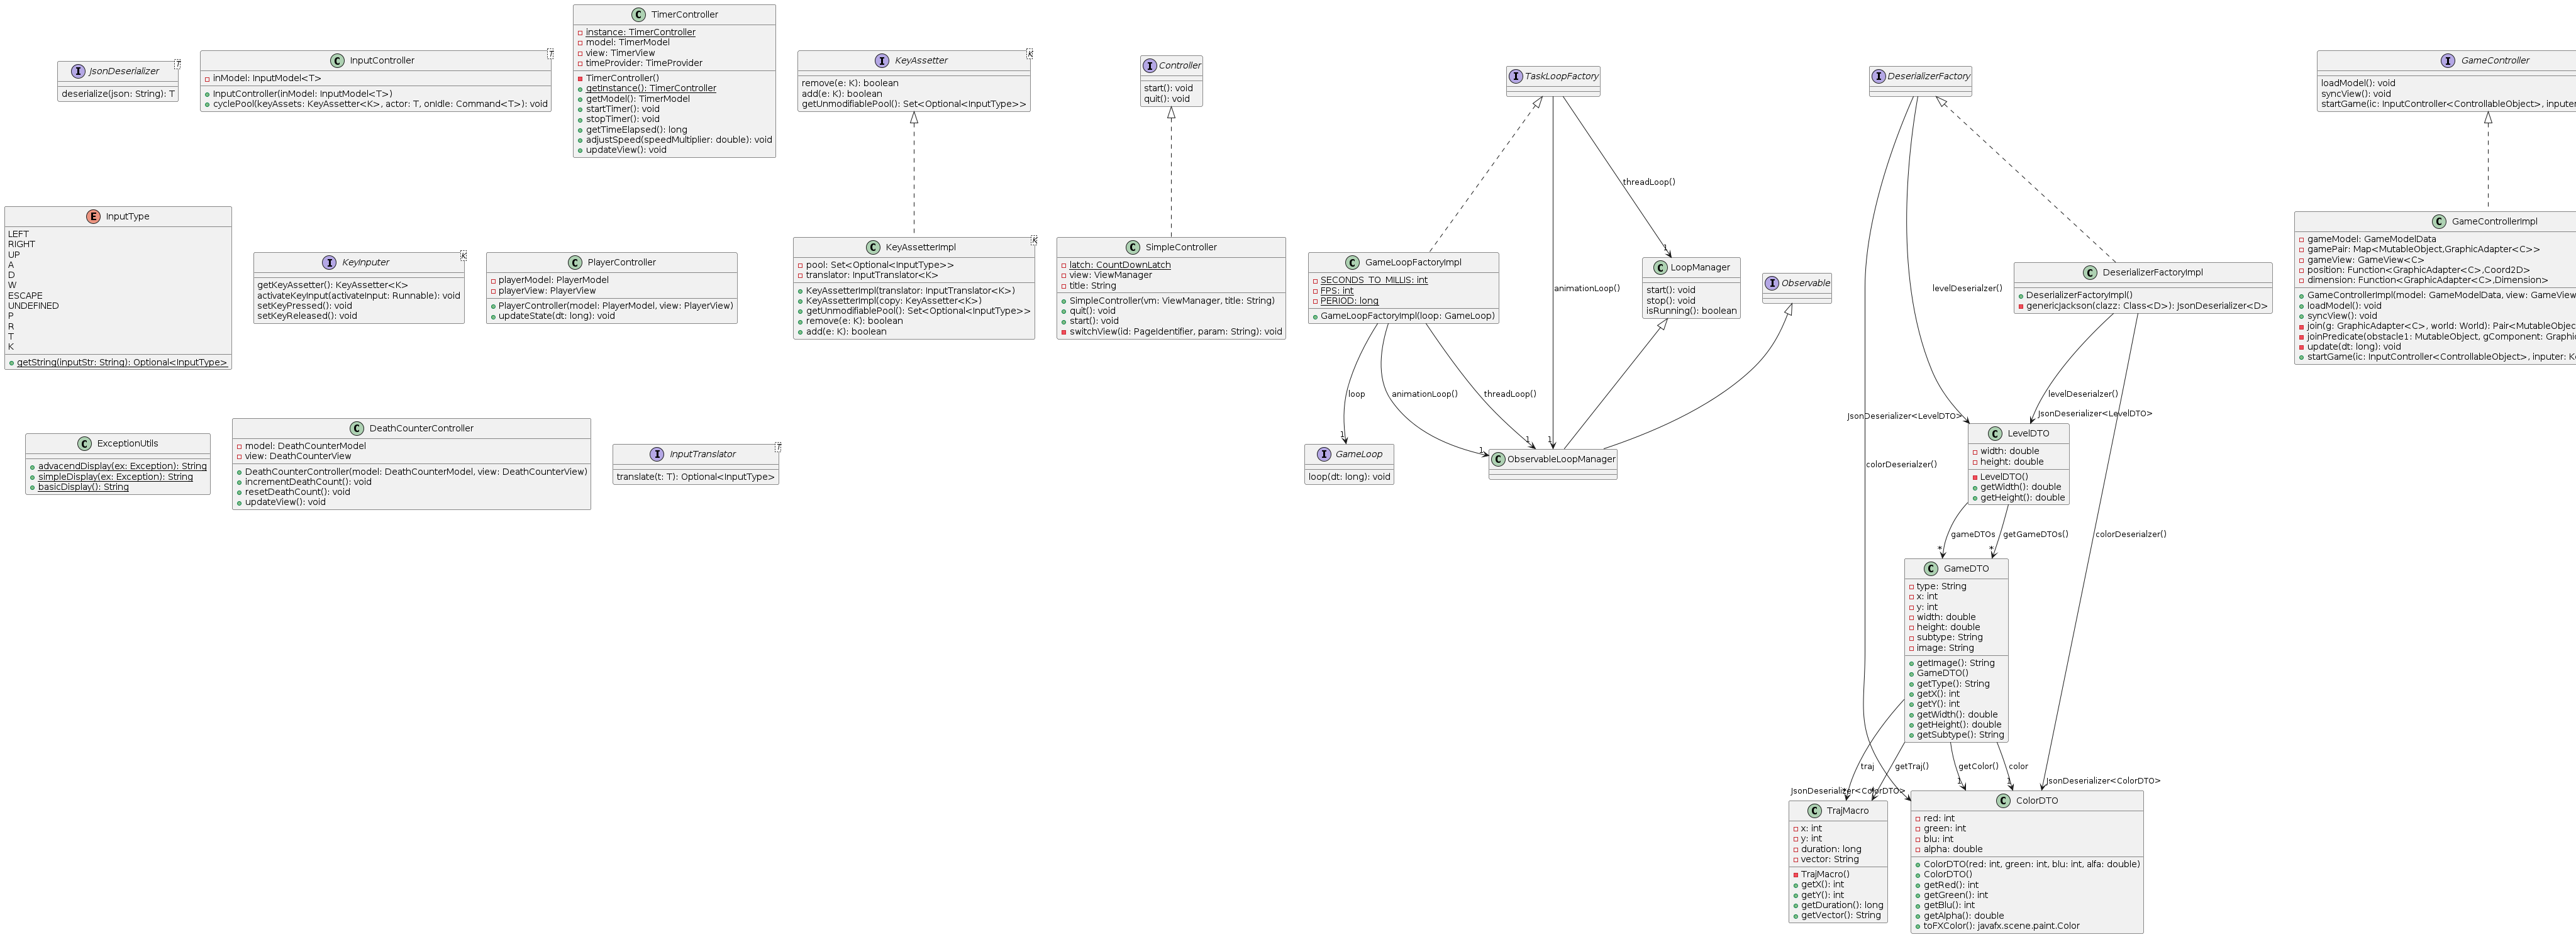 JsonDeserializer
T
deserialize(json: String): T
InputController
T
inModel: InputModel<T>
InputController(inModel: InputModel<T>)
cyclePool(keyAssets: KeyAssetter<K>, actor: T, onIdle: Command<T>): void
TimerController
instance: TimerController
model: TimerModel
view: TimerView
timeProvider: TimeProvider
TimerController()
getInstance(): TimerController
getModel(): TimerModel
startTimer(): void
stopTimer(): void
getTimeElapsed(): long
adjustSpeed(speedMultiplier: double): void
updateView(): void
KeyAssetter
K
remove(e: K): boolean
add(e: K): boolean
getUnmodifiablePool(): Set<Optional<InputType>>
Controller
start(): void
quit(): void
TaskLoopFactory
DeserializerFactory
GameController
loadModel(): void
syncView(): void
startGame(ic: InputController<ControllableObject>, inputer
threadLoop()
1
animationLoop()
levelDeserialzer()
InputType
LEFT
RIGHT
UP
A
D
W
ESCAPE
UNDEFINED
P
R
T
K
getString(inputStr: String): Optional<InputType>
KeyInputer
K
getKeyAssetter(): KeyAssetter<K>
activateKeyInput(activateInput: Runnable): void
setKeyPressed(): void
setKeyReleased(): void
PlayerController
playerModel: PlayerModel
playerView: PlayerView
PlayerController(model: PlayerModel, view: PlayerView)
updateState(dt: long): void
KeyAssetterImpl
K
pool: Set<Optional<InputType>>
translator: InputTranslator<K>
KeyAssetterImpl(translator: InputTranslator<K>)
KeyAssetterImpl(copy: KeyAssetter<K>)
getUnmodifiablePool(): Set<Optional<InputType>>
remove(e: K): boolean
add(e: K): boolean
SimpleController
latch: CountDownLatch
view: ViewManager
title: String
SimpleController(vm: ViewManager, title: String)
quit(): void
start(): void
switchView(id: PageIdentifier, param: String): void
GameLoopFactoryImpl
SECONDS_TO_MILLIS: int
FPS: int
PERIOD: long
GameLoopFactoryImpl(loop: GameLoop)
LoopManager
start(): void
stop(): void
isRunning(): boolean
Observable
DeserializerFactoryImpl
DeserializerFactoryImpl()
genericJackson(clazz: Class<D>): JsonDeserializer<D>
GameControllerImpl
gameModel: GameModelData
gamePair: Map<MutableObject,GraphicAdapter<C>>
gameView: GameView<C>
position: Function<GraphicAdapter<C>,Coord2D>
dimension: Function<GraphicAdapter<C>,Dimension>
GameControllerImpl(model: GameModelData, view: GameView
loadModel(): void
syncView(): void
join(g: GraphicAdapter<C>, world: World): Pair<MutableObjec
joinPredicate(obstacle1: MutableObject, gComponent: Graphi
update(dt: long): void
startGame(ic: InputController<ControllableObject>, inputer: Ke
loop
1
animationLoop()
1
threadLoop()
1
1
levelDeserialzer()
JsonDeserializer<LevelDTO>
JsonDeserializer<LevelDTO>
colorDeserialzer()
ExceptionUtils
advacendDisplay(ex: Exception): String
simpleDisplay(ex: Exception): String
basicDisplay(): String
DeathCounterController
model: DeathCounterModel
view: DeathCounterView
DeathCounterController(model: DeathCounterModel, view: DeathCounterView)
incrementDeathCount(): void
resetDeathCount(): void
updateView(): void
InputTranslator
T
translate(t: T): Optional<InputType>
GameLoop
loop(dt: long): void
ObservableLoopManager
LevelDTO
width: double
height: double
LevelDTO()
getWidth(): double
getHeight(): double
gameDTOs
*
getGameDTOs()
*
colorDeserialzer()
GameDTO
type: String
x: int
y: int
width: double
height: double
subtype: String
image: String
getImage(): String
GameDTO()
getType(): String
getX(): int
getY(): int
getWidth(): double
getHeight(): double
getSubtype(): String
traj
getTraj()
getColor()
1
color
1
JsonDeserializer<ColorDTO>
JsonDeserializer<ColorDTO>
TrajMacro
x: int
y: int
duration: long
vector: String
TrajMacro()
getX(): int
getY(): int
getDuration(): long
getVector(): String
ColorDTO
red: int
green: int
blu: int
alpha: double
ColorDTO(red: int, green: int, blu: int, alfa: double)
ColorDTO()
getRed(): int
getGreen(): int
getBlu(): int
getAlpha(): double
toFXColor(): javafx.scene.paint.Color